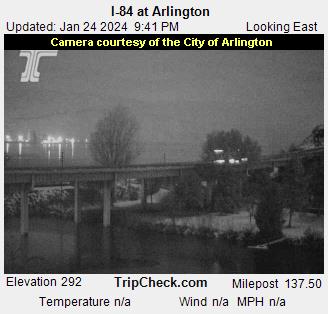 I-84 at Arlington
Updated: Jan 24 2024 9:41 PM Looking East
Camera courtesy of the City of Arlington
Elevation 292 TripCheck.com Milepost 137.50
Temperature n/a Wind n/a MPH n/a